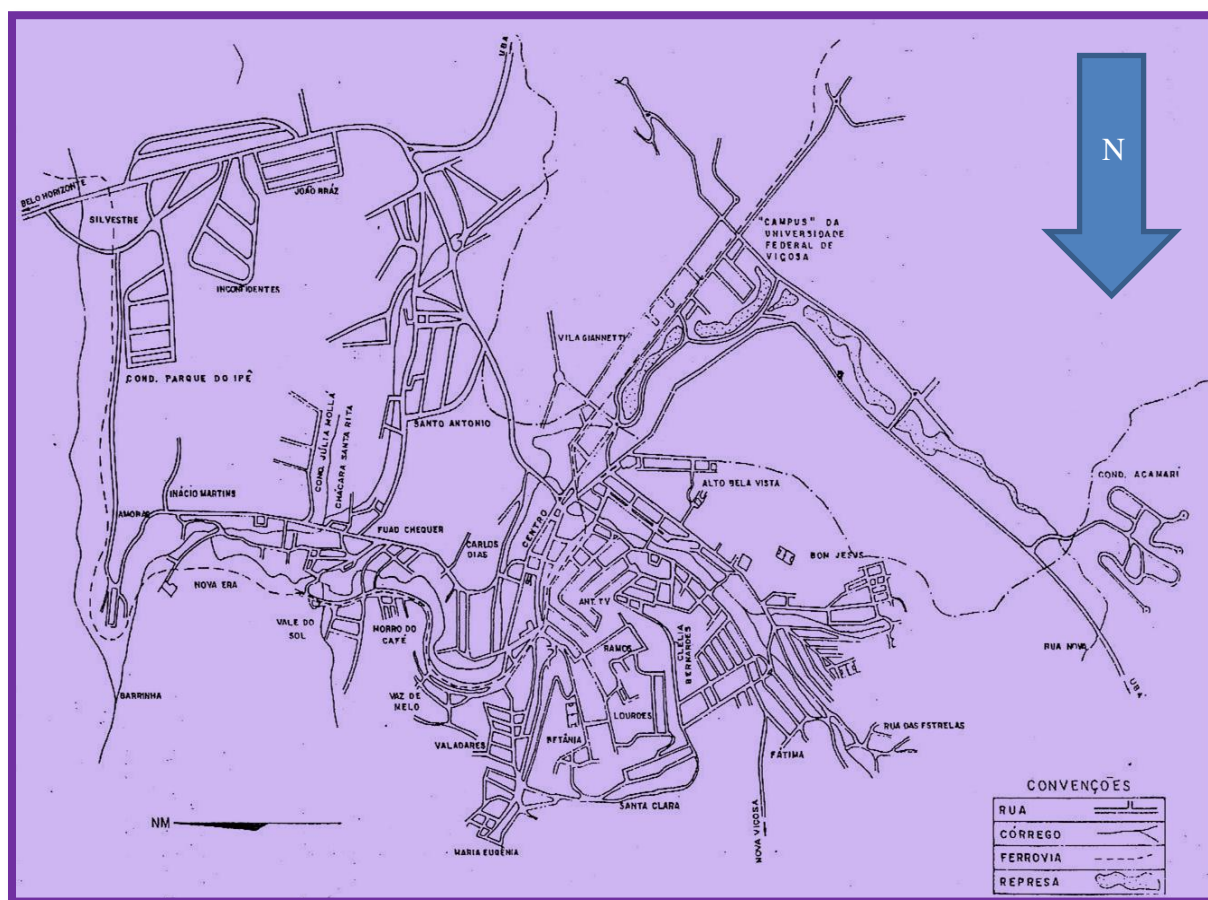 UBA
N
BELO HORIZONTE
SILVESTRE
JOÃO BRAZ
"CAMPUS" DA
UNIVERSIDADE
FEDERAL DE
VIÇOSA
INCONFIDENTES
VILA GIANNETTI
COND. PARQUE DO IPÊ
COND. JÚLIA MOLLÁ
CHÁCARA SANTA RITA
SANTO ANTONIO
COND. ACAMARÍ
INÁCIO MARTINS
ALTO BELA VISTA
AMORAS
FUAD CHEQUER
CENTRO
CARLOS
DIAS
BOM JESUS
NOVA ERA
ANT. TV
VALE DO
SOL
MORRO DO
CAFÉ
CLÉLIA
BERNARDES
RAMOS
RUA NOVA
BARRINHA
VAZ DE
MELO
UBA
LOURDES
RUA DAS ESTRELAS
VALADARES
BETÂNIA
FÁTIMA
SANTA CLARA
NM
NOVA VIÇOSA
MARIA EUGÊNIA
CONVENÇÕES
RUA
CÓRREGO
FERROVIA
REPRESA